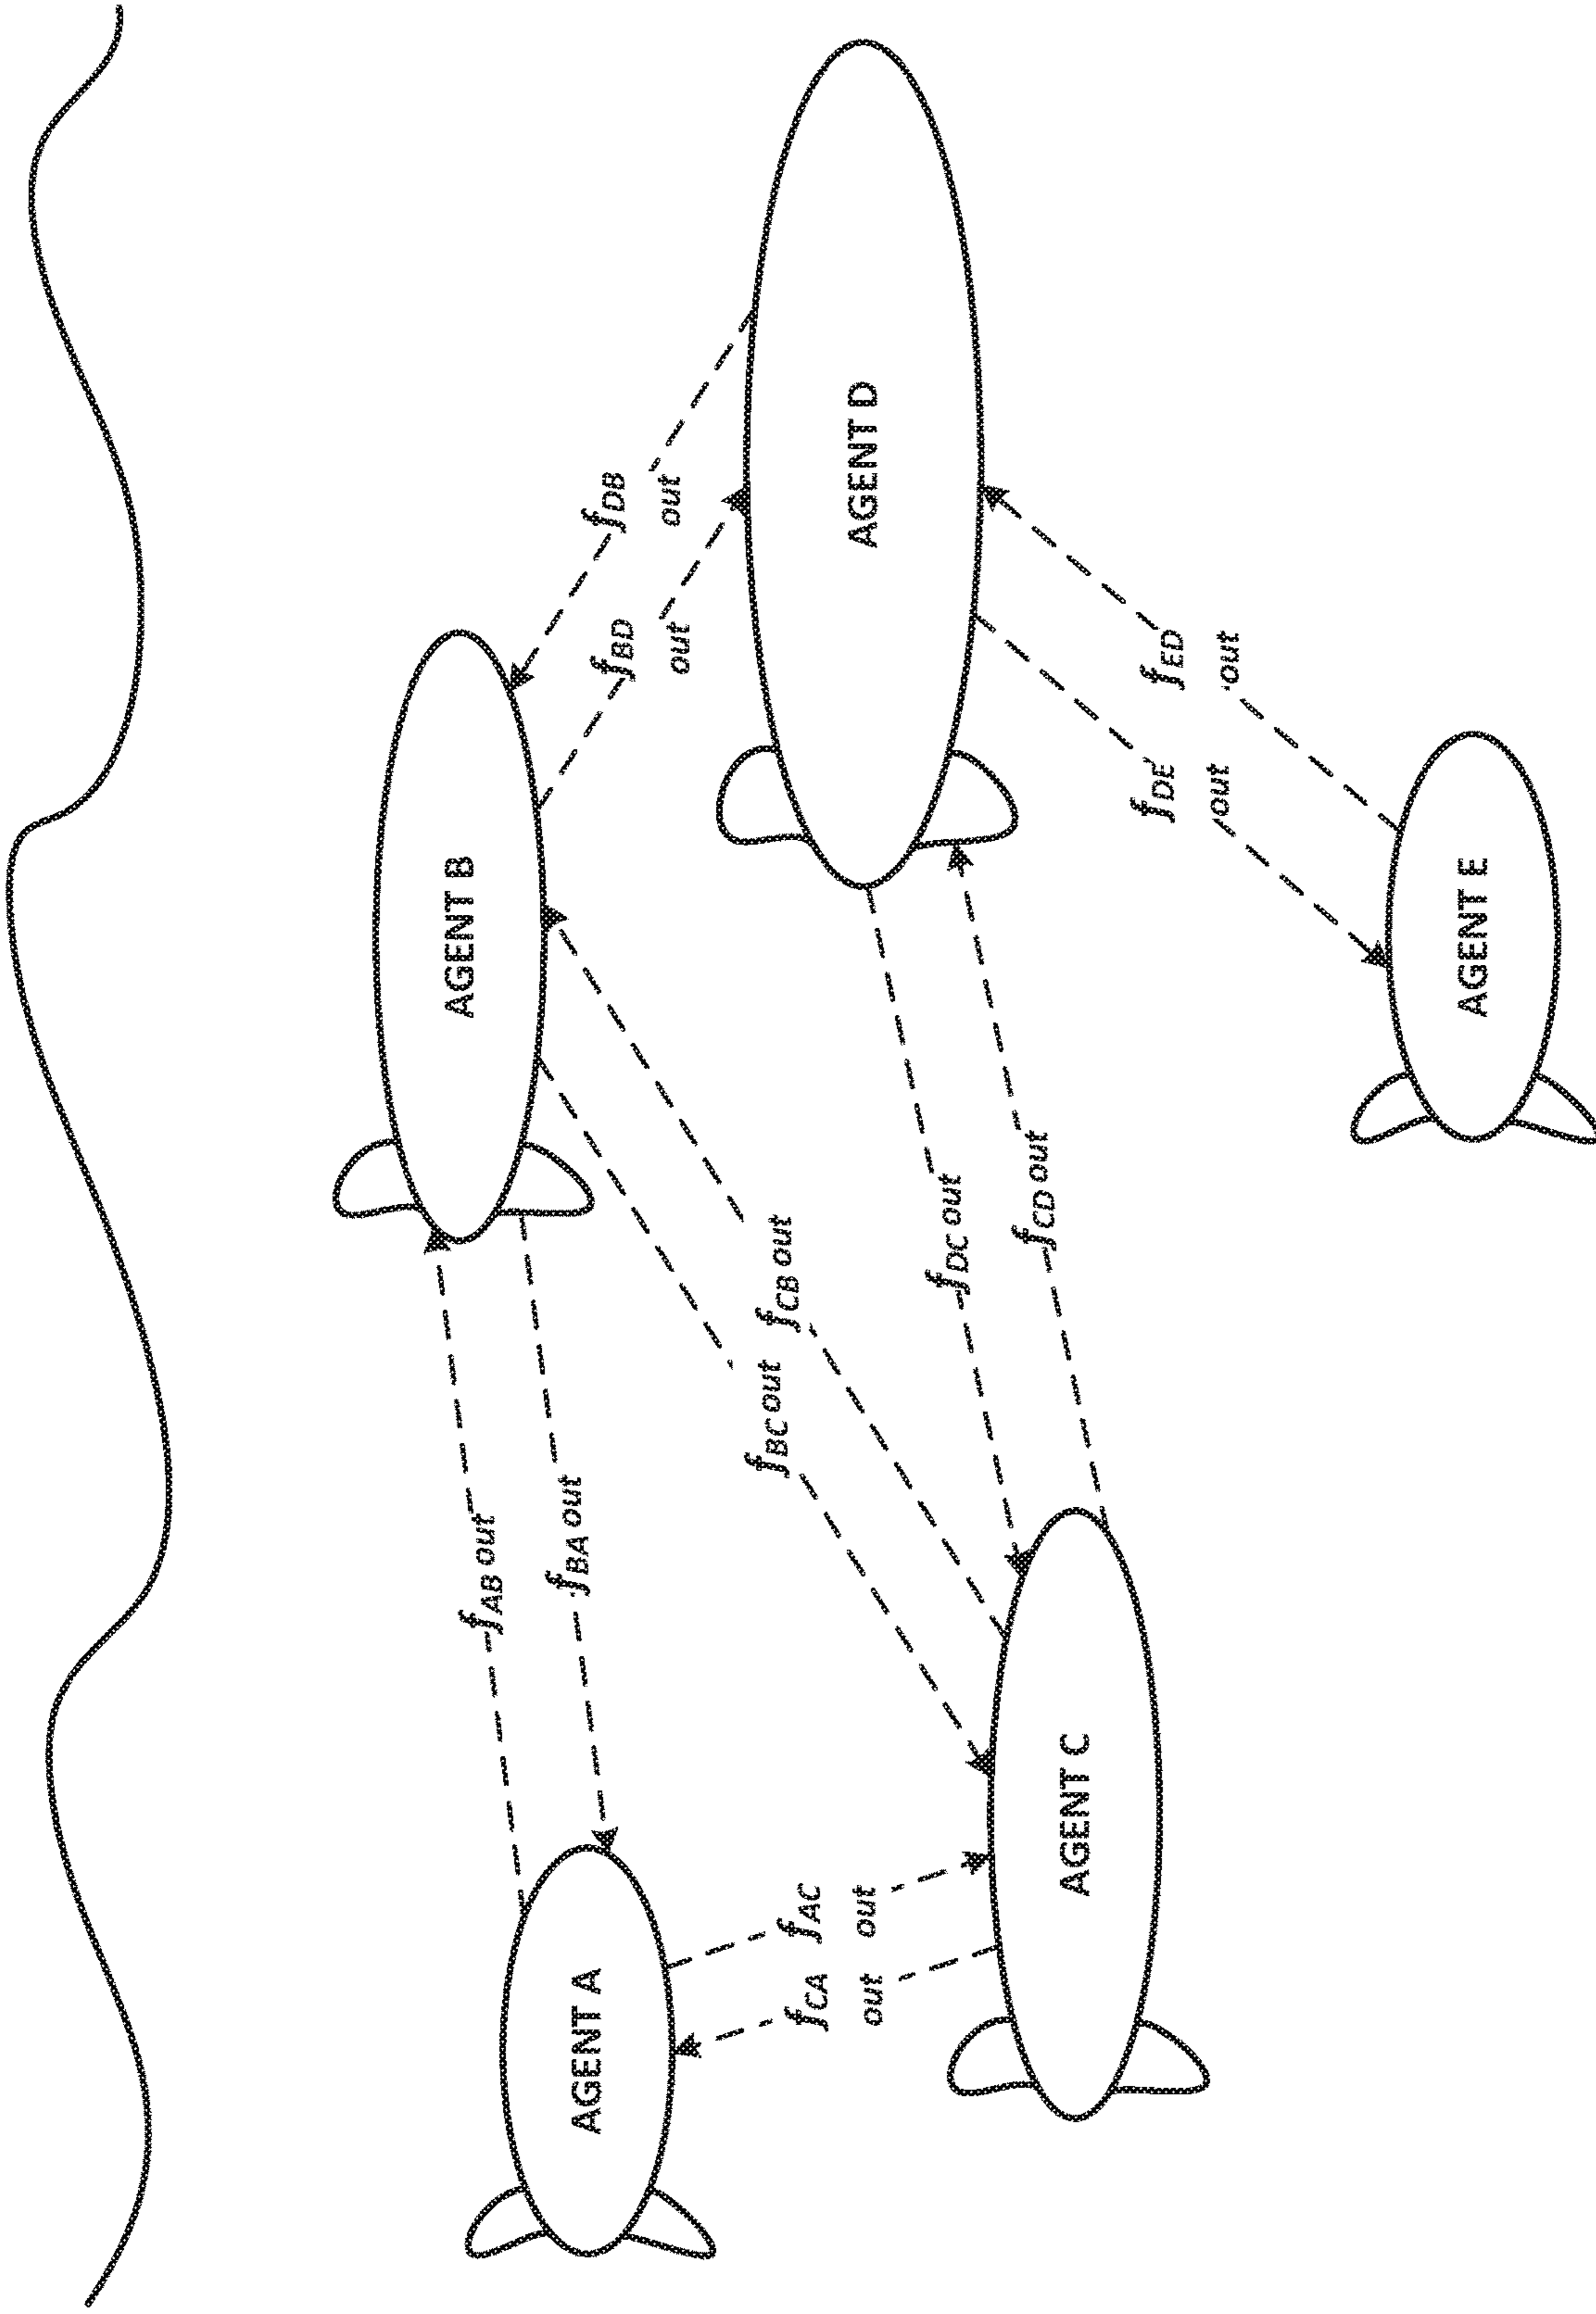 AGENT B
f_AB out
f_BA out
f_DB
out
f_BD
out
AGENT A
f_CB out
f_BC out
AGENT D
f_AC
out
f_CA
out
f_DC out
f_CD out
AGENT C
f_ED
out
f_DE
out
AGENT E